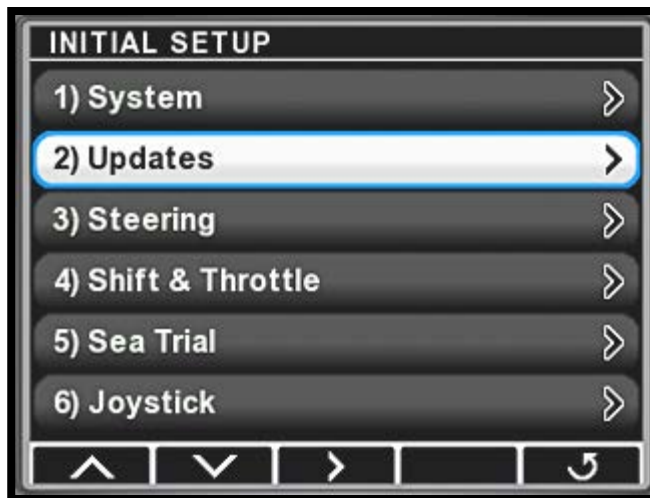 INITIAL SETUP
1) System
2) Updates
3) Steering
4) Shift & Throttle
5) Sea Trial
6) Joystick